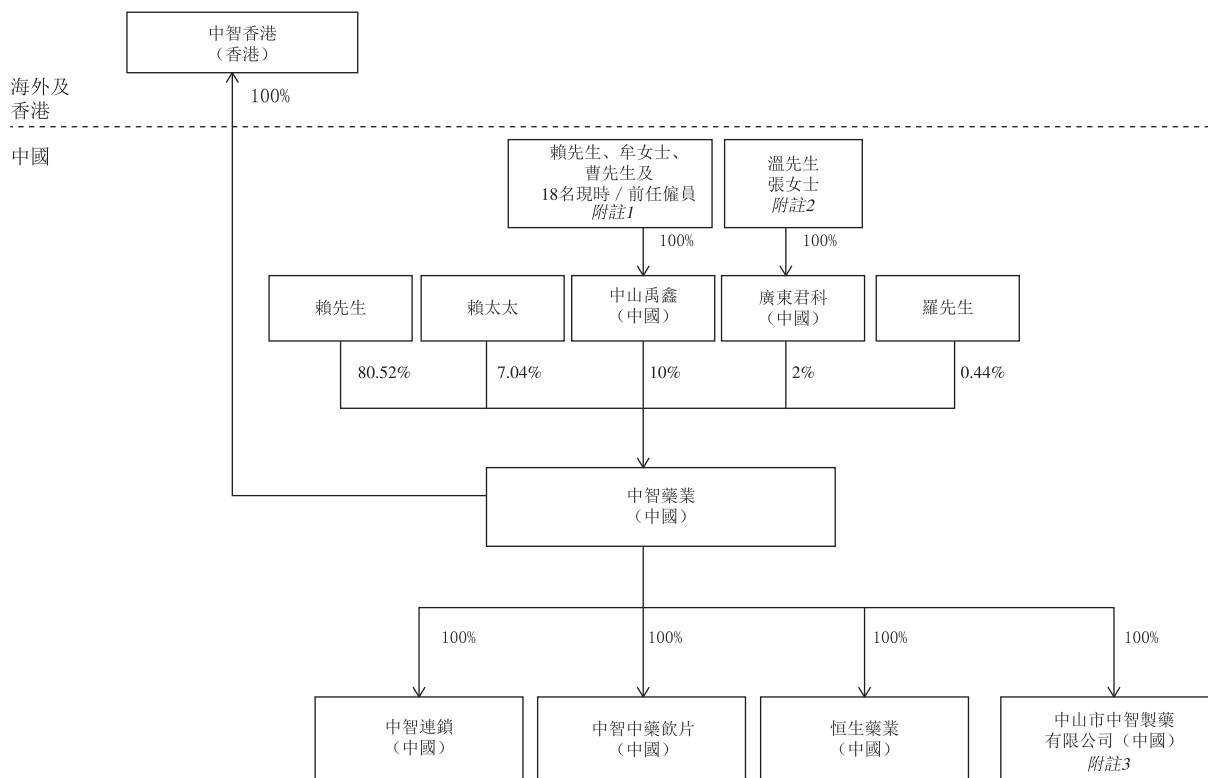 中智香港
（香港）
海外及
香港
100%
中國
賴先生、牟女士、
曹先生及
18名現時 / 前任僱員
附註1
溫先生
張女士
附註2
100%
100%
賴先生
賴太太
中山禹鑫
（中國）
廣東君科
（中國）
羅先生
80.52%
7.04%
10%
2%
0.44%
中智藥業
（中國）
100%
100%
100%
100%
中智連鎖
（中國）
中智中藥飲片
（中國）
恒生藥業
（中國）
中山市中智製藥
有限公司（中國）
附註3